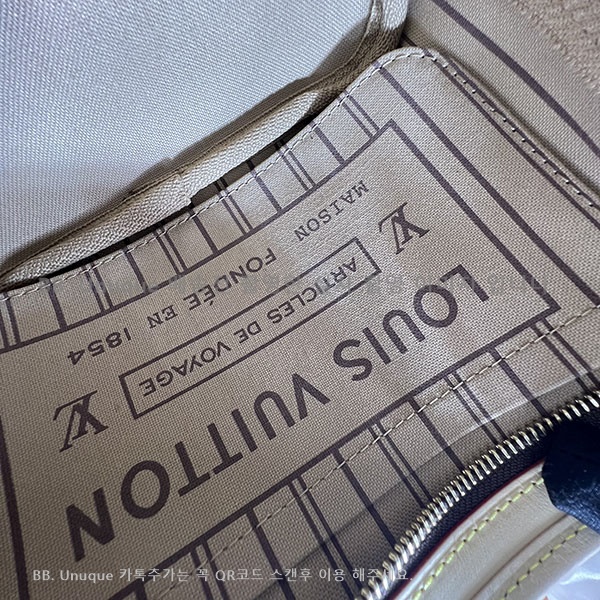 MAISON FONDÉE EN 1854
ARTICLES DE VOYAGE
LOUIS VUITTON
BB. Unuque 카톡추가는 꼭 QR코드 스캔후 이용 해주세요.